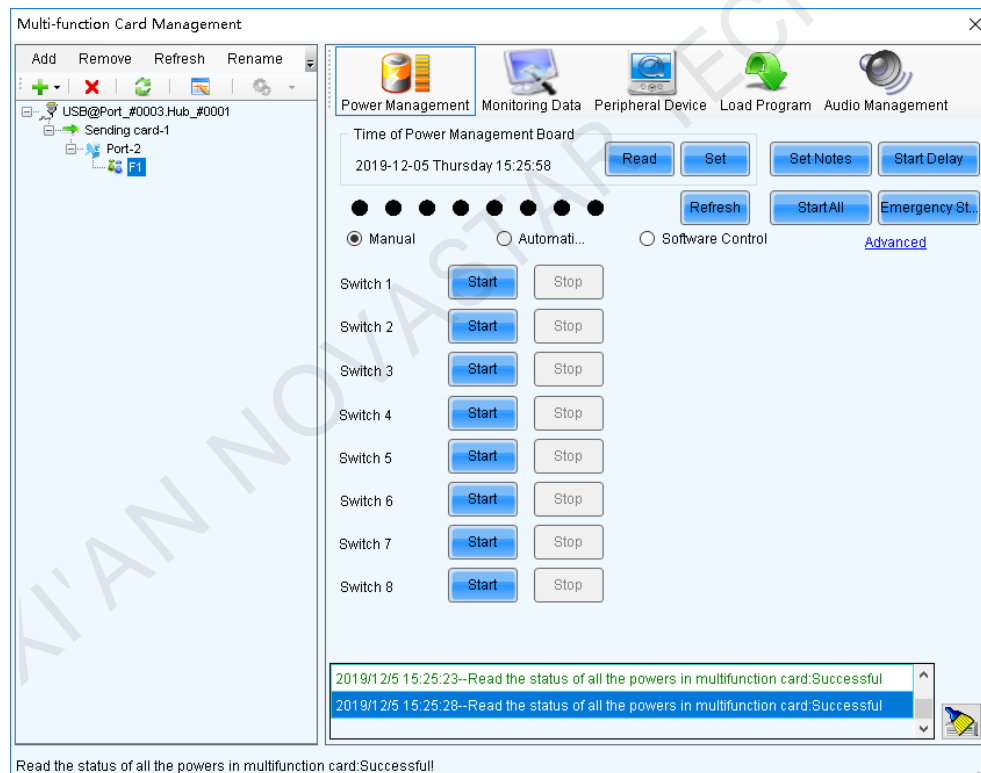 Multi-function Card Management
Add Remove Refresh Rename
USB@Port_#0003.Hub_#0001
Sending card-1
Port-2
F1
Power Management Monitoring Data Peripheral Device Load Program Audio Management
Time of Power Management Board
2019-12-05 Thursday 15:25:58
Read Set Set Notes Start Delay
Refresh Start All Emergency St...
Manual Automati... Software Control Advanced
Switch 1 Start Stop
Switch 2 Start Stop
Switch 3 Start Stop
Switch 4 Start Stop
Switch 5 Start Stop
Switch 6 Start Stop
Switch 7 Start Stop
Switch 8 Start Stop
2019/12/5 15:25:23--Read the status of all the powers in multifunction card:Successful
2019/12/5 15:25:28--Read the status of all the powers in multifunction card:Successful
Read the status of all the powers in multifunction card:Successful!
XI'AN NOVASTAR TECH